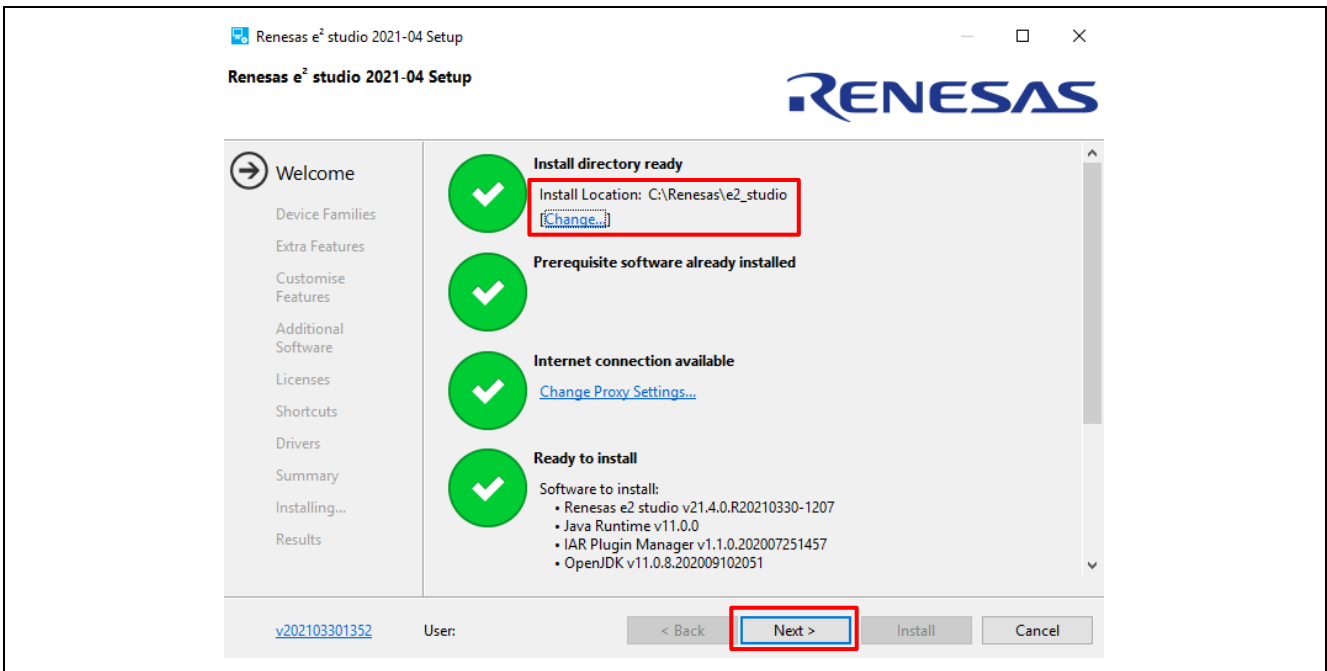 Renesas e² studio 2021-04 Setup
Renesas e² studio 2021-04 Setup
RENESAS
Welcome
Device Families
Extra Features
Customise
Features
Additional
Software
Licenses
Shortcuts
Drivers
Summary
Installing...
Results
Install directory ready
Install Location: C:\Renesas\e2_studio
[Change...]
Prerequisite software already installed
Internet connection available
Change Proxy Settings...
Ready to install
Software to install:
• Renesas e2 studio v21.4.0.R20210330-1207
• Java Runtime v11.0.0
• IAR Plugin Manager v1.1.0.202007251457
• OpenJDK v11.0.8.202009102051
v202103301352 User: < Back Next > Install Cancel